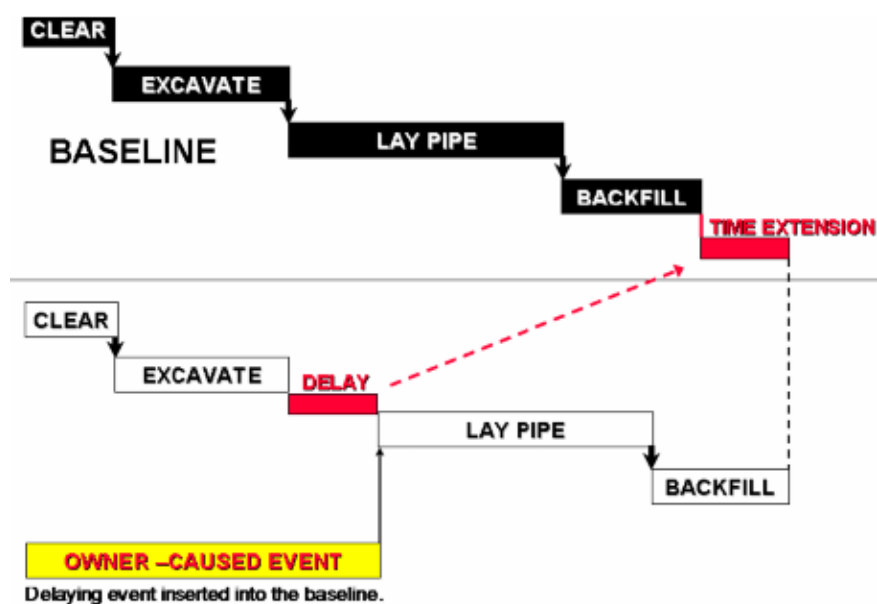 CLEAR
EXCAVATE
LAY PIPE
BASELINE
BACKFILL
TIME EXTENSION
CLEAR
EXCAVATE
DELAY
LAY PIPE
BACKFILL
OWNER –CAUSED EVENT
Delaying event inserted into the baseline.